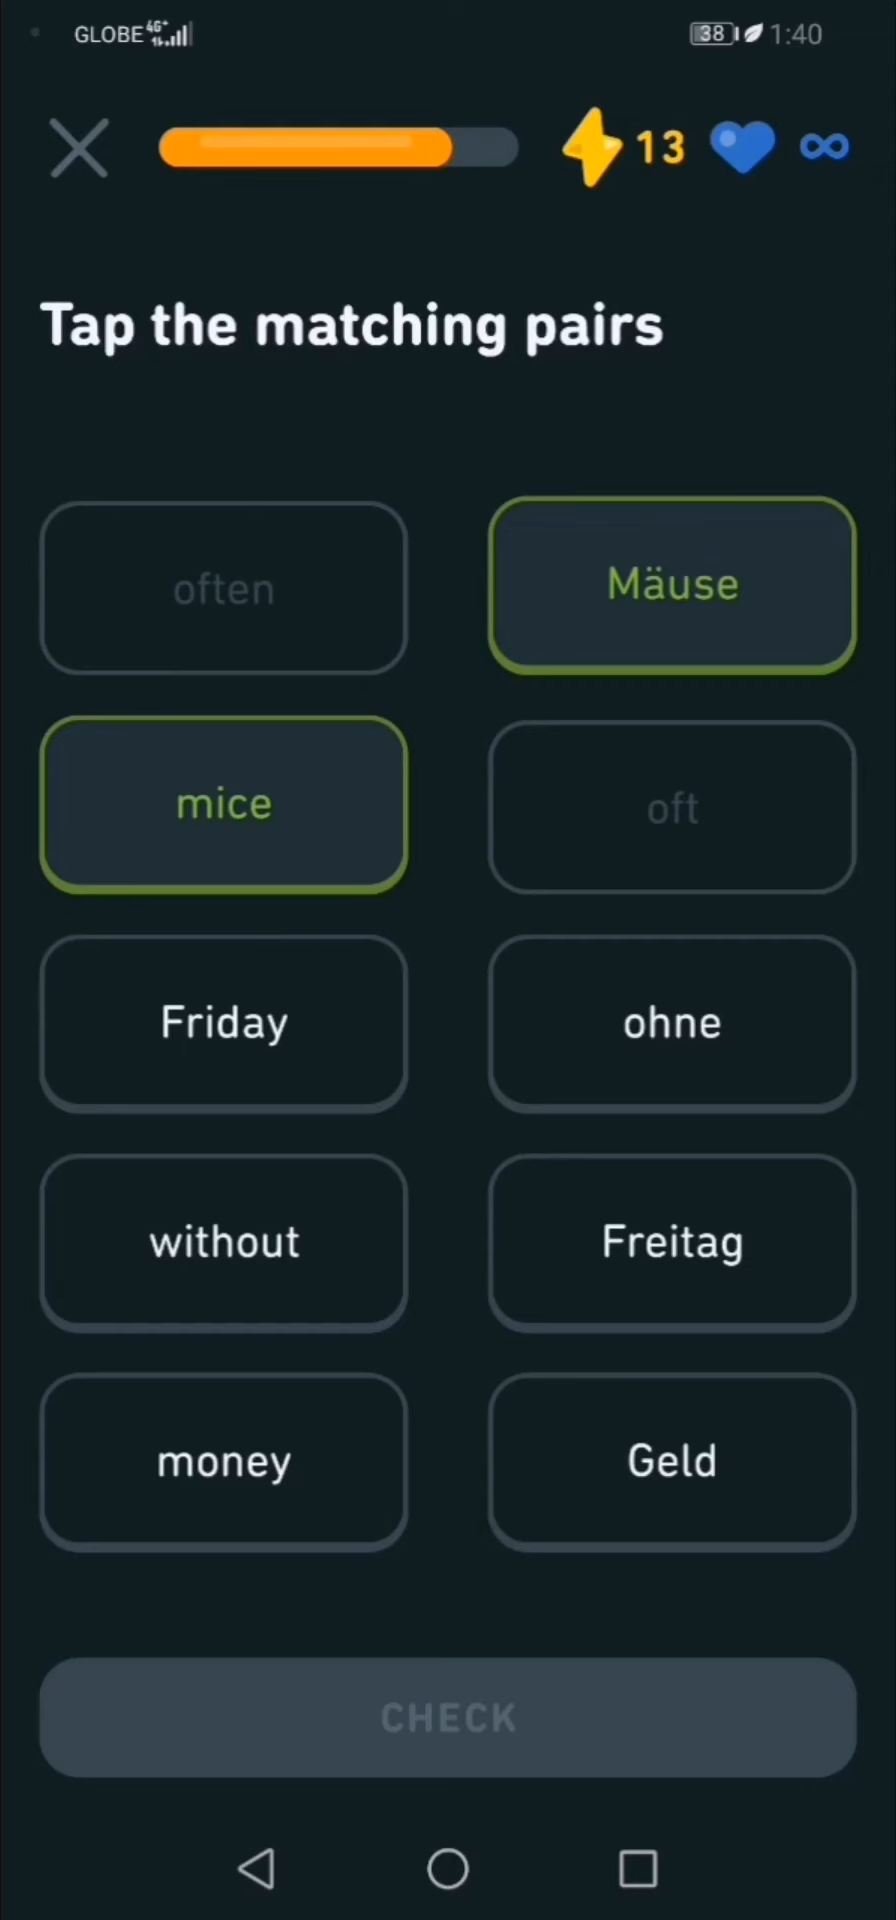 GLOBE 4G+ 38 1:40
13 ∞
Tap the matching pairs
often Mäuse
mice oft
Friday ohne
without Freitag
money Geld
CHECK